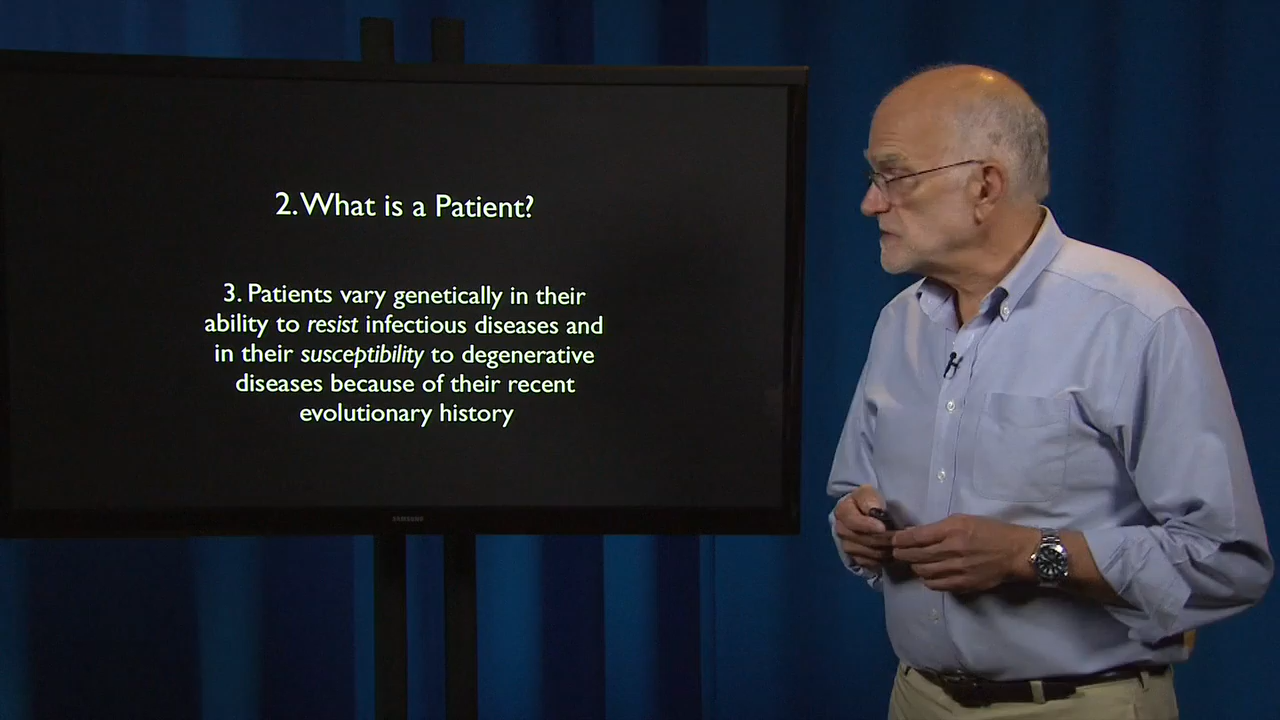 2. What is a Patient?
3. Patients vary genetically in their
ability to resist infectious diseases and
in their susceptibility to degenerative
diseases because of their recent
evolutionary history
SAMSUNG